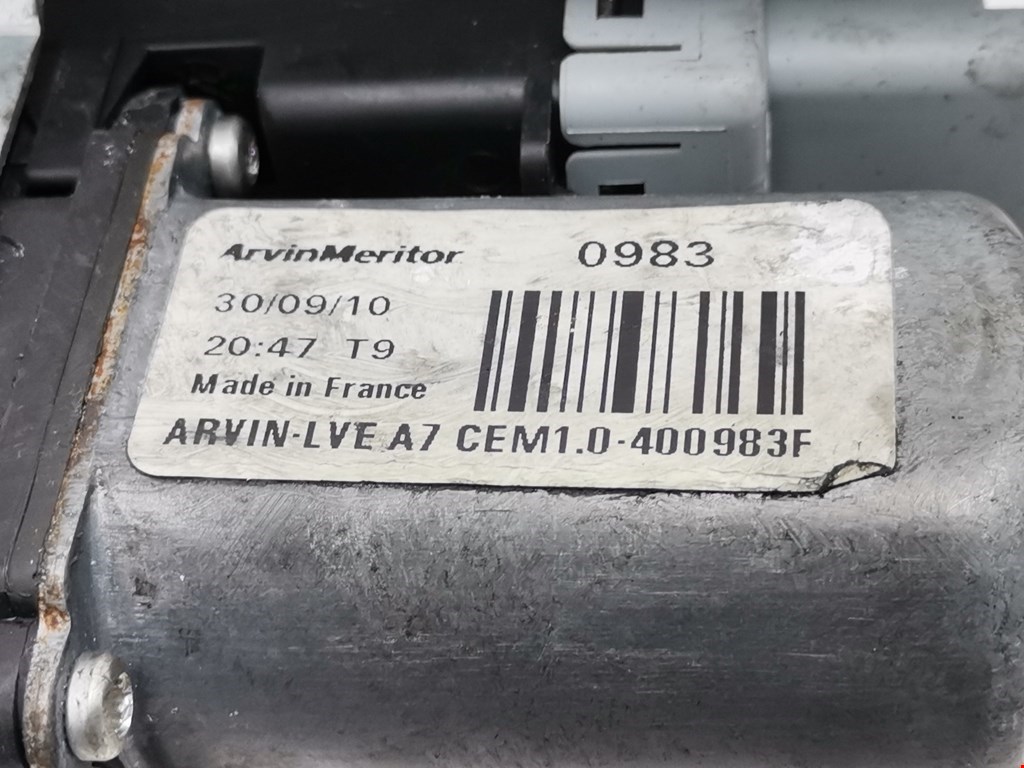 ArvinMeritor 0983
30/09/10
20:47 T9
Made in France
ARVIN-LVE A7 CEM1.0-400983F